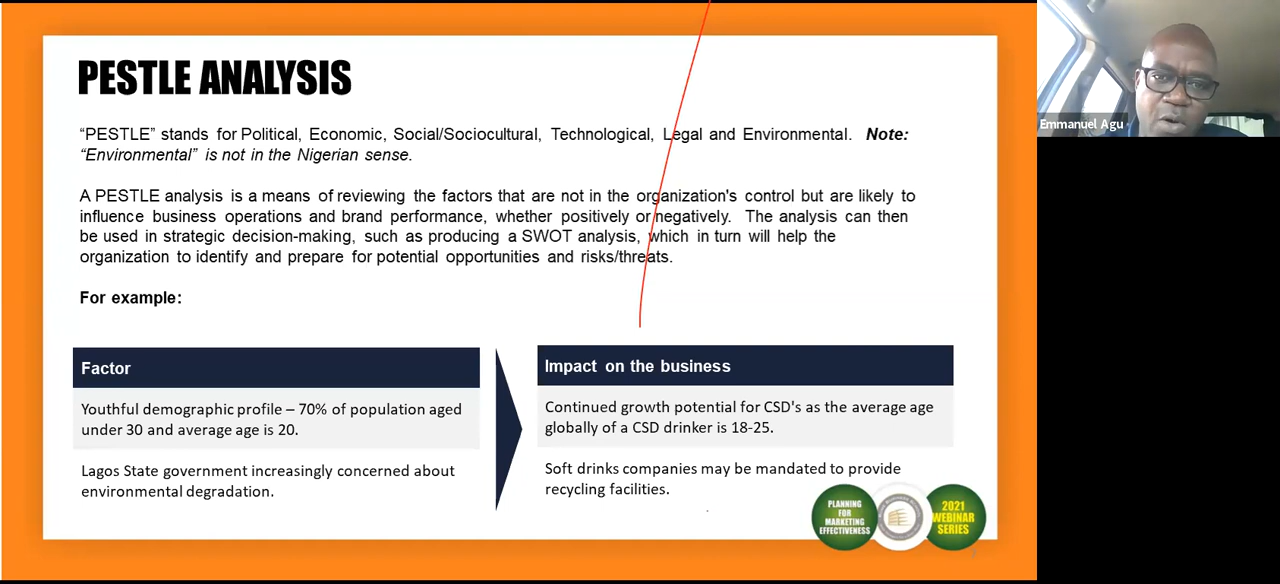 PESTLE ANALYSIS
“PESTLE” stands for Political, Economic, Social/Sociocultural, Technological, Legal and Environmental. Note:
“Environmental” is not in the Nigerian sense.
A PESTLE analysis is a means of reviewing the factors that are not in the organization's control but are likely to
influence business operations and brand performance, whether positively or negatively. The analysis can then
be used in strategic decision-making, such as producing a SWOT analysis, which in turn will help the
organization to identify and prepare for potential opportunities and risks/threats.
For example:
Factor
Youthful demographic profile – 70% of population aged
under 30 and average age is 20.
Lagos State government increasingly concerned about
environmental degradation.
Impact on the business
Continued growth potential for CSD's as the average age
globally of a CSD drinker is 18-25.
Soft drinks companies may be mandated to provide
recycling facilities.
PLANNING
FOR
MARKETING
EFFECTIVENESS
2021
WEBINAR
SERIES
Emmanuel Agu